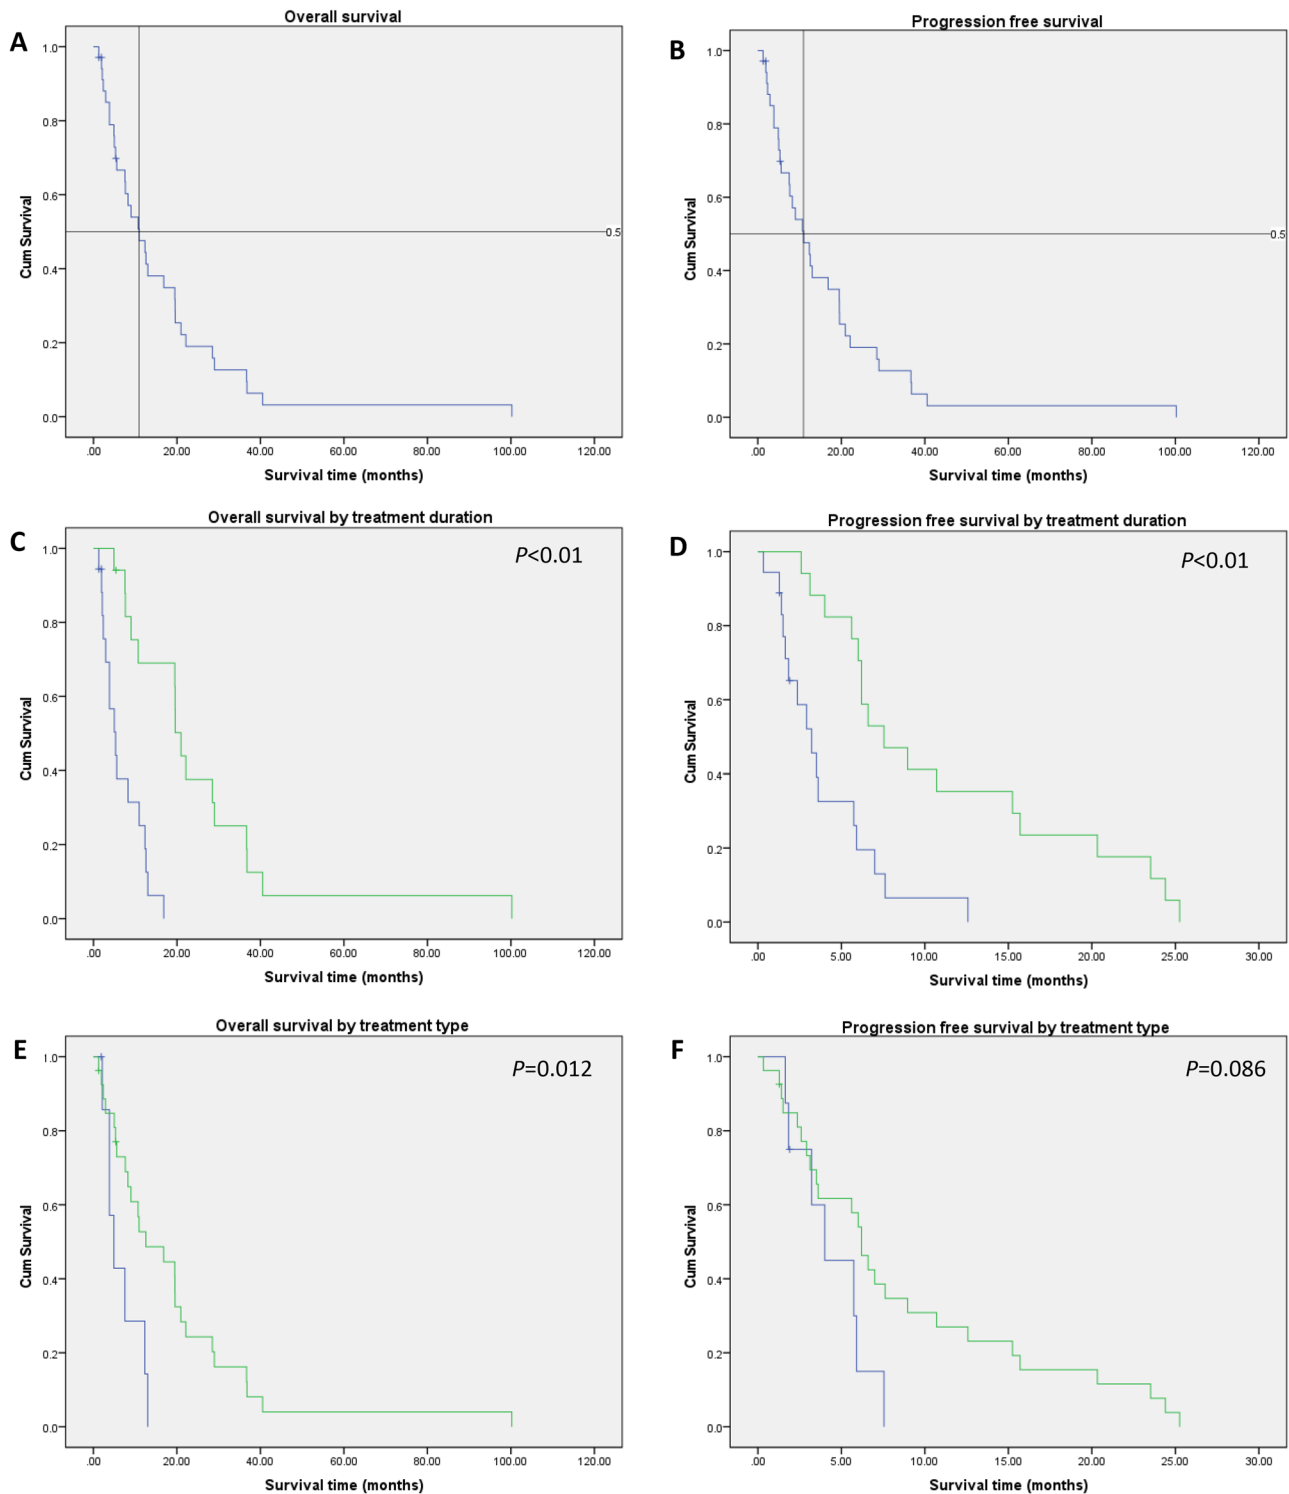 Overall survival
A
1.0
0.8
0.6
0.4
0.2
0.0
Cum Survival
0.5
.00 20.00 40.00 60.00 80.00 100.00 120.00
Survival time (months)
Progression free survival
B
1.0
0.8
0.6
0.4
0.2
0.0
Cum Survival
0.5
.00 20.00 40.00 60.00 80.00 100.00 120.00
Survival time (months)
Overall survival by treatment duration
C
P<0.01
1.0
0.8
0.6
0.4
0.2
0.0
Cum Survival
.00 20.00 40.00 60.00 80.00 100.00 120.00
Survival time (months)
Progression free survival by treatment duration
D
P<0.01
1.0
0.8
0.6
0.4
0.2
0.0
Cum Survival
.00 5.00 10.00 15.00 20.00 25.00 30.00
Survival time (months)
Overall survival by treatment type
E
P=0.012
1.0
0.8
0.6
0.4
0.2
0.0
Cum Survival
.00 20.00 40.00 60.00 80.00 100.00 120.00
Survival time (months)
Progression free survival by treatment type
F
P=0.086
1.0
0.8
0.6
0.4
0.2
0.0
Cum Survival
.00 5.00 10.00 15.00 20.00 25.00 30.00
Survival time (months)